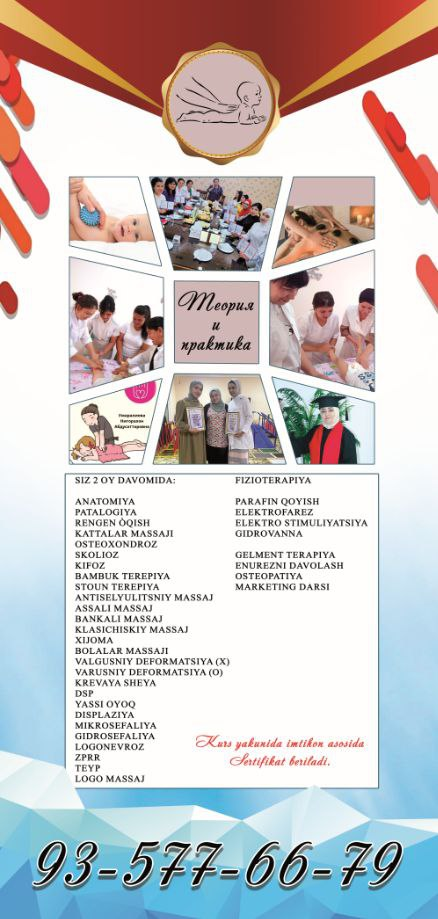 Теория
и
практика
Нигоразхон
Абдусатторовна
SIZ 2 OY DAVOMIDA:
ANATOMIYA
PATALOGIYA
RENGEN ÒQISH
KATTALAR MASSAJI
OSTEOXONDROZ
SKOLIOZ
KIFOZ
BAMBUK TEREPIYA
STOUN TEREPIYA
ANTISELYULITSNIY MASSAJ
ASSALI MASSAJ
BANKALI MASSAJ
KLASICHISKIY MASSAJ
XIJOMA
BOLALAR MASSAJI
VALGUSNIY DEFORMATSIYA (X)
VARUSNIY DEFORMATSIYA (O)
KREVAYA SHEYA
DSP
YASSI OYOQ
DISPLAZIYA
MIKROSEFALIYA
GIDROSEFALIYA
LOGONEVROZ
ZPRR
TEYP
LOGO MASSAJ
FIZIOTERAPIYA
PARAFIN QOYISH
ELEKTROFAREZ
ELEKTRO STIMULIYATSIYA
GIDROVANNA
GELMENT TERAPIYA
ENUREZNI DAVOLASH
OSTEOPATIYA
MARKETING DARSI
Kurs yakunida imtihon asosida
Sertifikat beriladi.
93-577-66-79